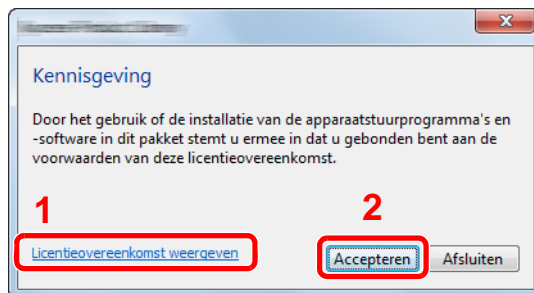 Kennisgeving
Door het gebruik of de installatie van de apparaatstuurprogramma's en
-software in dit pakket stemt u ermee in dat u gebonden bent aan de
voorwaarden van deze licentieovereenkomst.
1
2
Licentieovereenkomst weergeven
Accepteren
Afsluiten